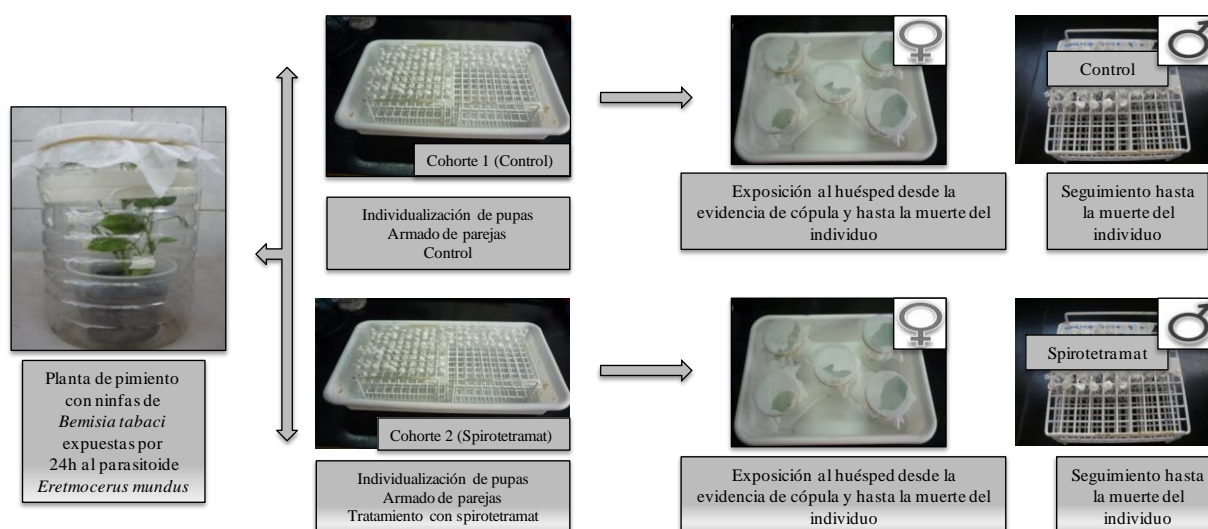 Planta de pimiento
con ninfas de
Bemisia tabaci
expuestas por
24h al parasitoide
Eretmocerus mundus
Cohorte 1 (Control)
Individualización de pupas
Armado de parejas
Control
Exposición al huésped desde la
evidencia de cópula y hasta la muerte del
individuo
Control
Seguimiento hasta
la muerte del
individuo
Cohorte 2 (Spirotetramat)
Individualización de pupas
Armado de parejas
Tratamiento con spirotetramat
Exposición al huésped desde la
evidencia de cópula y hasta la muerte del
individuo
Spirotetramat
Seguimiento hasta
la muerte del
individuo